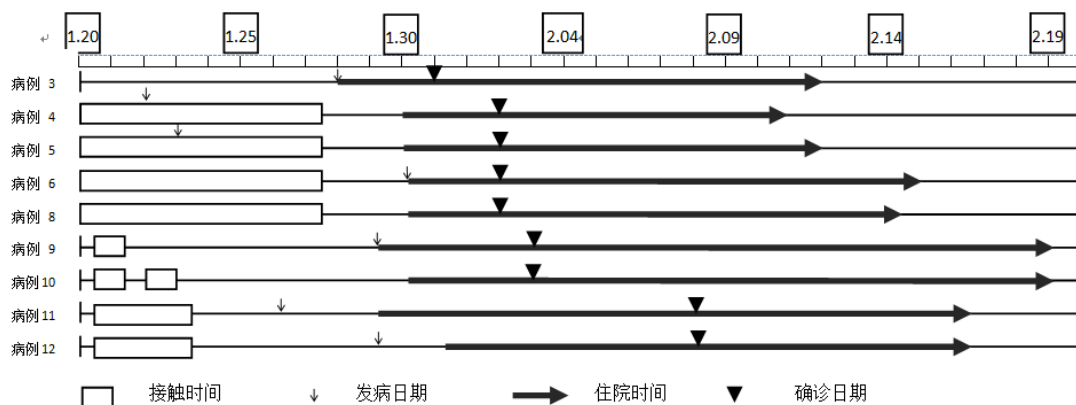 1.20 1.25 1.30 2.04 2.09 2.14 2.19
病例 3
病例 4
病例 5
病例 6
病例 8
病例 9
病例 10
病例 11
病例 12
接触时间 发病日期 住院时间 确诊日期